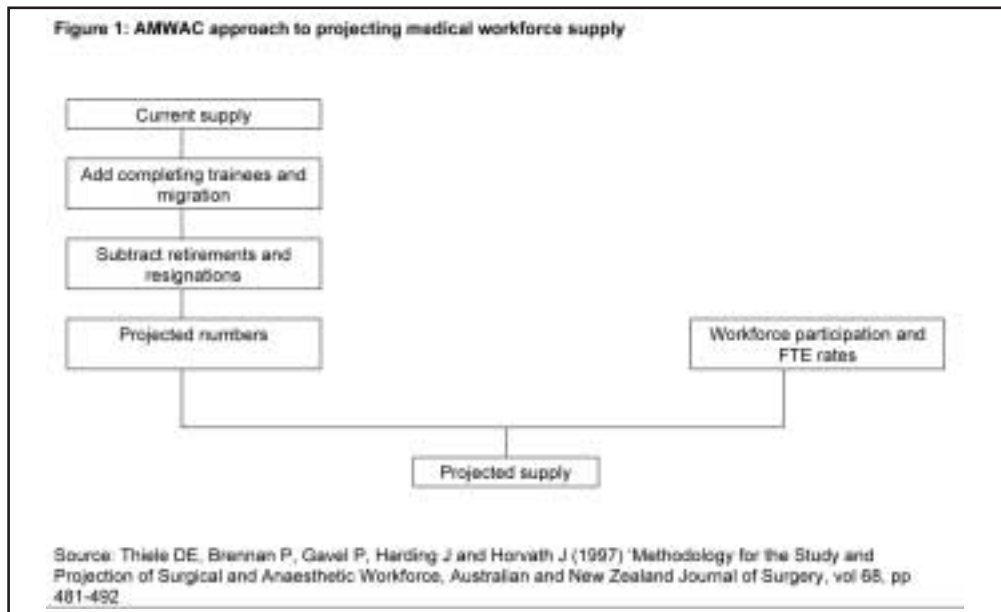 Figure 1: AMWAC approach to projecting medical workforce supply
Current supply
Add completing trainees and
migration
Subtract retirements and
resignations
Projected numbers
Workforce participation and
FTE rates
Projected supply
Source: Thiele DE, Brennan P, Gavel P, Harding J and Horvath J (1997) 'Methodology for the Study and
Projection of Surgical and Anaesthetic Workforce, Australian and New Zealand Journal of Surgery, vol 68, pp
481-492